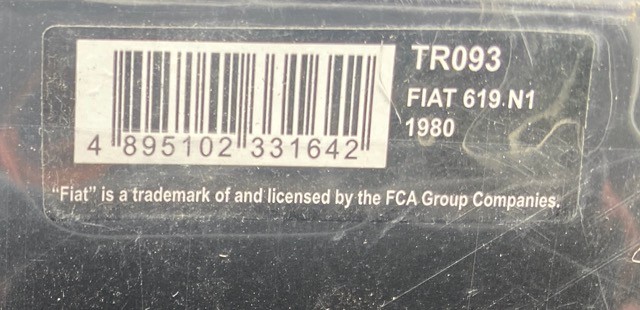 TR093
FIAT 619.N1
1980
4 895102 331642
"Fiat" is a trademark of and licensed by the FCA Group Companies.